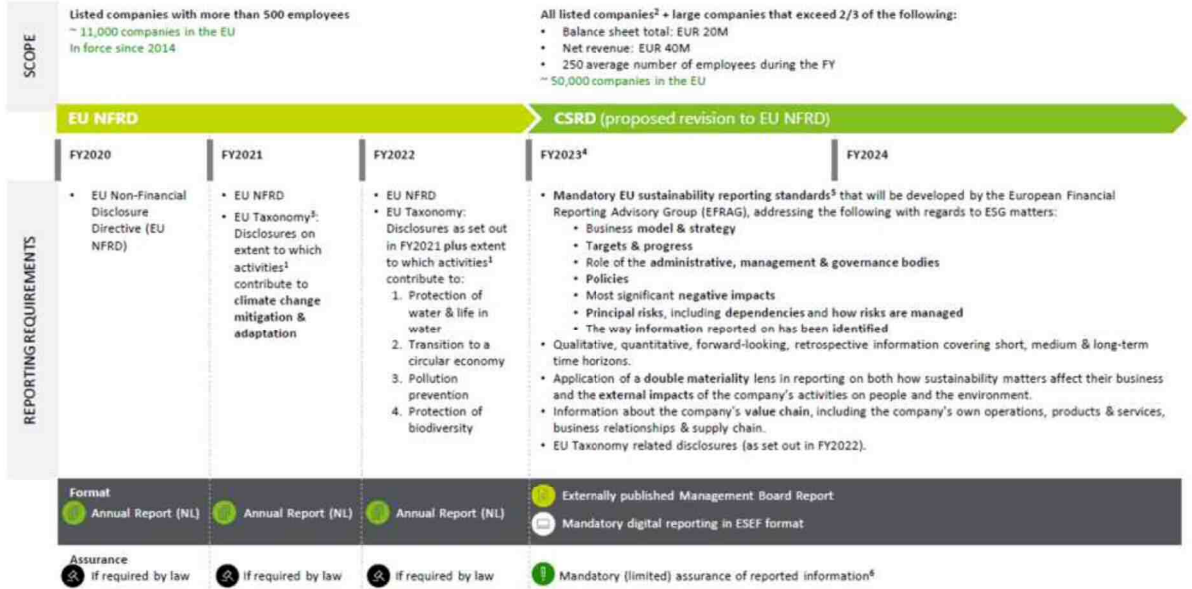 SCOPE
Listed companies with more than 500 employees
~ 11,000 companies in the EU
In force since 2014
All listed companies² + large companies that exceed 2/3 of the following:
• Balance sheet total: EUR 20M
• Net revenue: EUR 40M
• 250 average number of employees during the FY
~ 50,000 companies in the EU
EU NFRD
CSRD (proposed revision to EU NFRD)
FY2020
FY2021
FY2022
FY2023⁴
FY2024
REPORTING REQUIREMENTS
• EU Non-Financial
Disclosure
Directive (EU
NFRD)
• EU NFRD
• EU Taxonomy³:
Disclosures on
extent to which
activities¹
contribute to
climate change
mitigation &
adaptation
• EU NFRD
• EU Taxonomy:
Disclosures as set out
in FY2021 plus extent
to which activities¹
contribute to:
1. Protection of
water & life in
water
2. Transition to a
circular economy
3. Pollution
prevention
4. Protection of
biodiversity
• Mandatory EU sustainability reporting standards⁵ that will be developed by the European Financial
Reporting Advisory Group (EFRAG), addressing the following with regards to ESG matters:
• Business model & strategy
• Targets & progress
• Role of the administrative, management & governance bodies
• Policies
• Most significant negative impacts
• Principal risks, including dependencies and how risks are managed
• The way information reported on has been identified
• Qualitative, quantitative, forward-looking, retrospective information covering short, medium & long-term
time horizons.
• Application of a double materiality lens in reporting on both how sustainability matters affect their business
and the external impacts of the company's activities on people and the environment.
• Information about the company's value chain, including the company's own operations, products & services,
business relationships & supply chain.
• EU Taxonomy related disclosures (as set out in FY2022).
Format
Annual Report (NL)
Annual Report (NL)
Annual Report (NL)
Externally published Management Board Report
Mandatory digital reporting in ESEF format
Assurance
If required by law
If required by law
If required by law
Mandatory (limited) assurance of reported information⁶